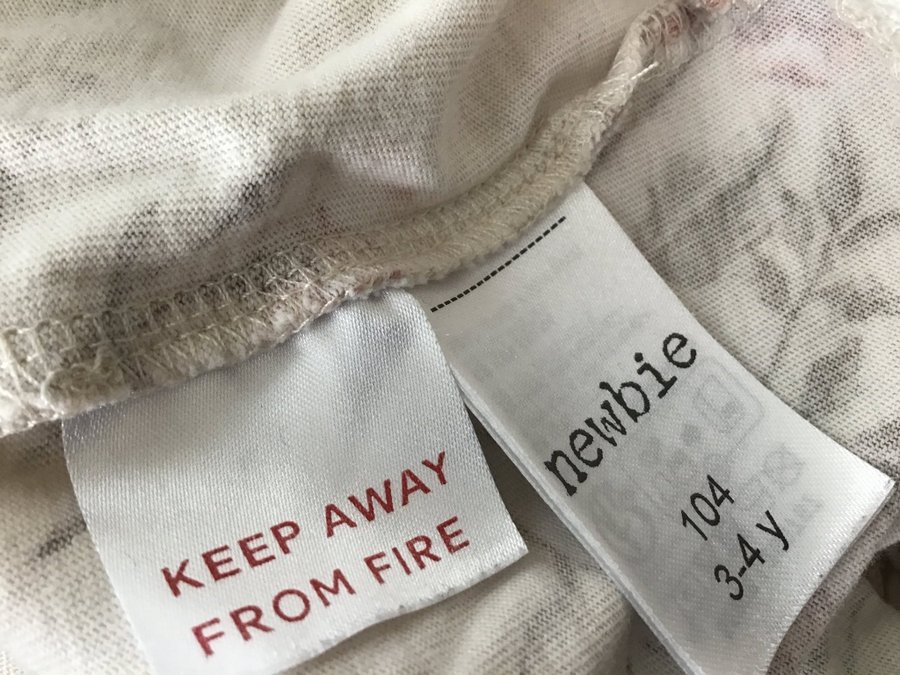 KEEP AWAY
FROM FIRE
newbie
104
3-4 y